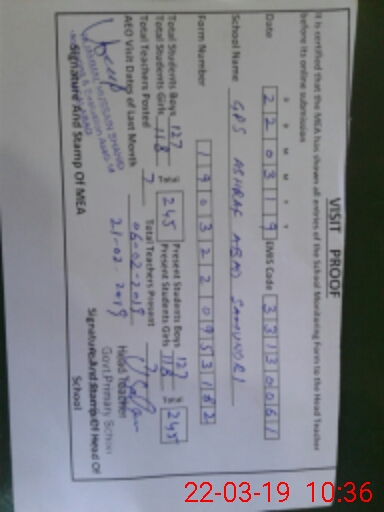 VISIT PROOF
It is certified that the MEA has shown all entries of the School Monitoring Form to the Head Teacher
before its online submission
D D M M Y Y
Date 2 2 0 3 1 9 EMIS Code 3 3 1 3 0 0 6 1
School Name GPS ASHRAF ABAD SAMUNDRI
Form Number 1 9 0 3 2 2 0 9 5 3 1 8 2
Total Students Boys 127 Total 245 Present Students Boys 127 245
Total Students Girls 118 Present Students Girls 118
Total Teachers Posted 7 Total Teachers Present 7
AEO Visit Dates of Last Month 06-02-2019
21-02-2019
Head Teacher
Govt. Primary School
Signature And Stamp Of MEA Signature And Stamp Of Head Of
School
22-03-19 10:36